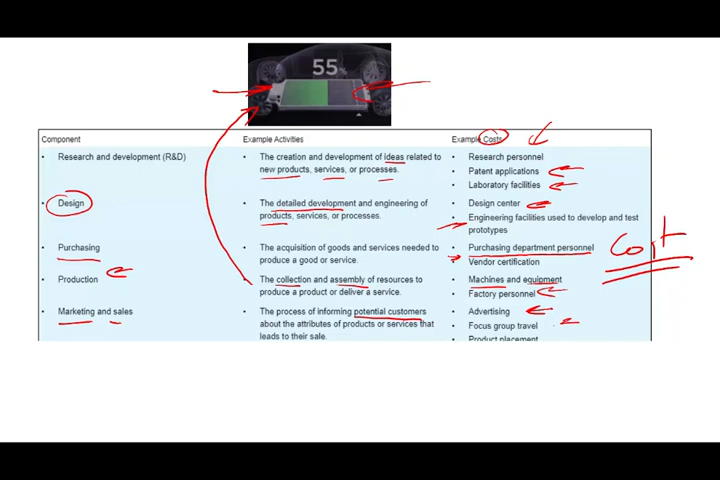 55%
Component Example Activities Example Costs
• Research and development (R&D) • The creation and development of ideas related to • Research personnel
new products, services, or processes. • Patent applications
• Laboratory facilities
• Design • The detailed development and engineering of • Design center
products, services, or processes. • Engineering facilities used to develop and test
prototypes
Cost
• Purchasing • The acquisition of goods and services needed to • Purchasing department personnel
produce a good or service. • Vendor certification
• Production • The collection and assembly of resources to • Machines and equipment
produce a product or deliver a service. • Factory personnel
• Marketing and sales • The process of informing potential customers • Advertising
about the attributes of products or services that • Focus group travel
leads to their sale. • Product placement